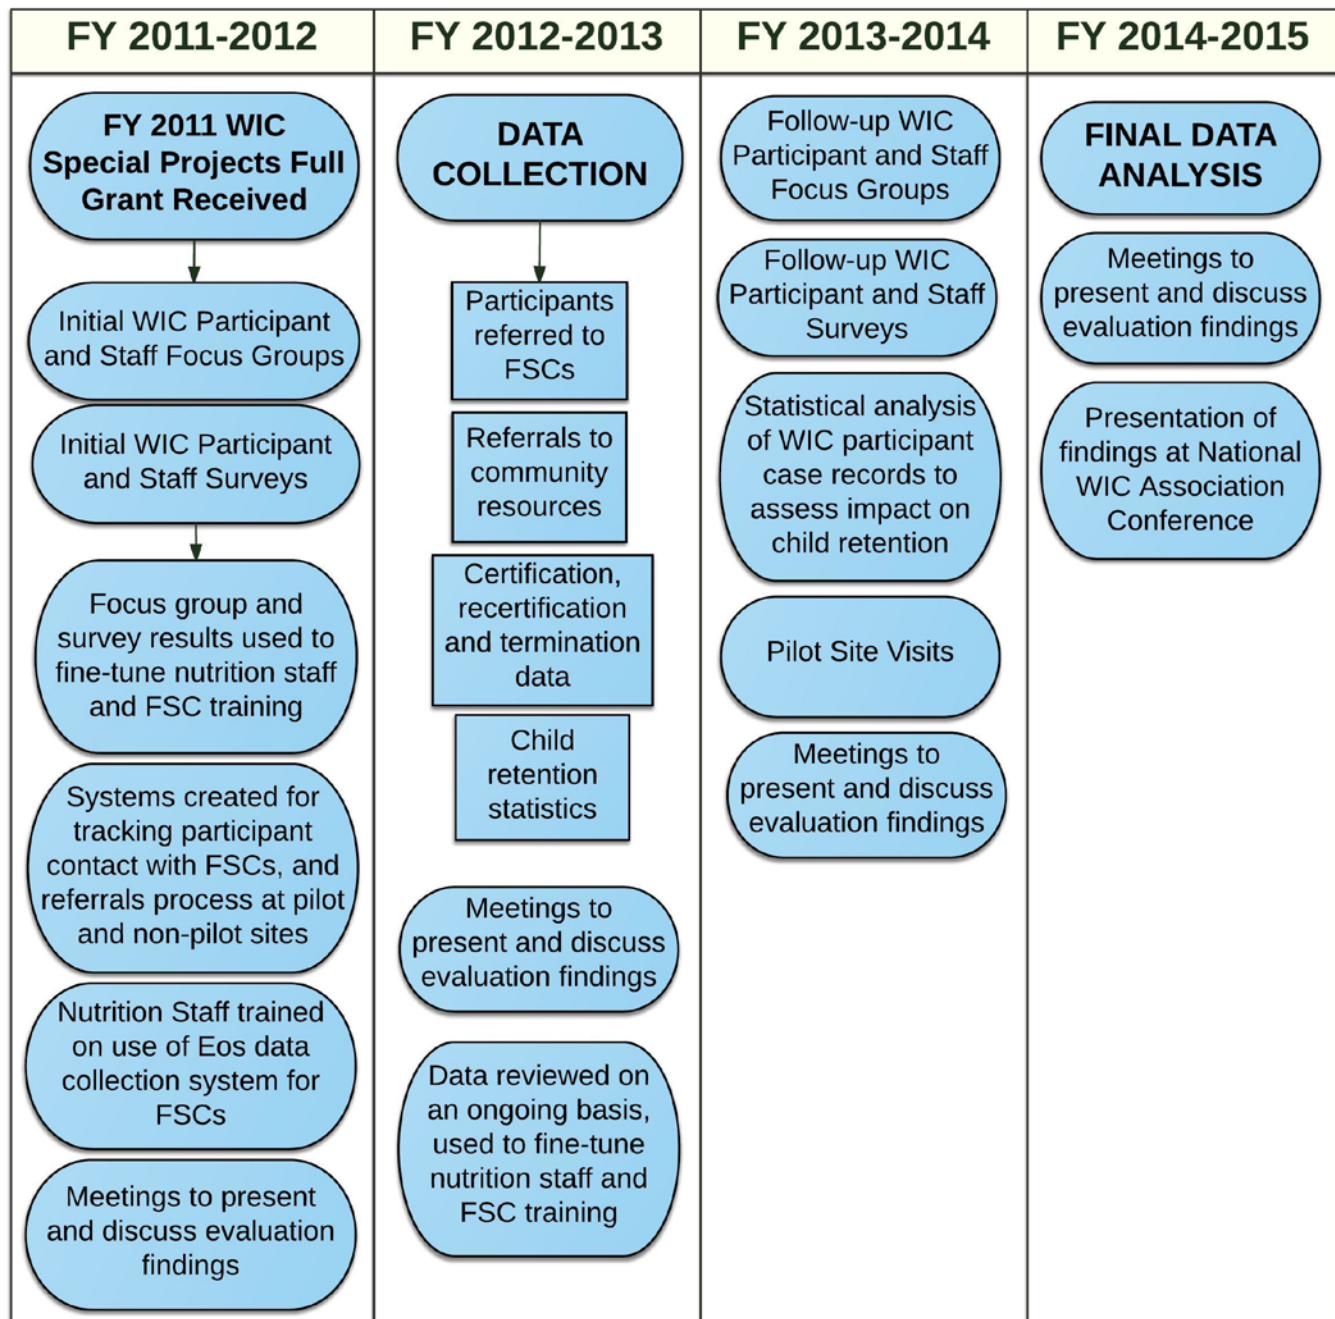 FY 2011-2012
FY 2012-2013
FY 2013-2014
FY 2014-2015
FY 2011 WIC
Special Projects Full
Grant Received
Initial WIC Participant
and Staff Focus Groups
Initial WIC Participant
and Staff Surveys
Focus group and
survey results used to
fine-tune nutrition staff
and FSC training
Systems created for
tracking participant
contact with FSCs, and
referrals process at pilot
and non-pilot sites
Nutrition Staff trained
on use of Eos data
collection system for
FSCs
Meetings to present
and discuss evaluation
findings
DATA
COLLECTION
Participants
referred to
FSCs
Referrals to
community
resources
Certification,
recertification
and termination
data
Child
retention
statistics
Meetings to
present and discuss
evaluation findings
Data reviewed on
an ongoing basis,
used to fine-tune
nutrition staff and
FSC training
Follow-up WIC
Participant and Staff
Focus Groups
Follow-up WIC
Participant and Staff
Surveys
Statistical analysis
of WIC participant
case records to
assess impact on
child retention
Pilot Site Visits
Meetings to
present and discuss
evaluation findings
FINAL DATA
ANALYSIS
Meetings to
present and discuss
evaluation findings
Presentation of
findings at National
WIC Association
Conference